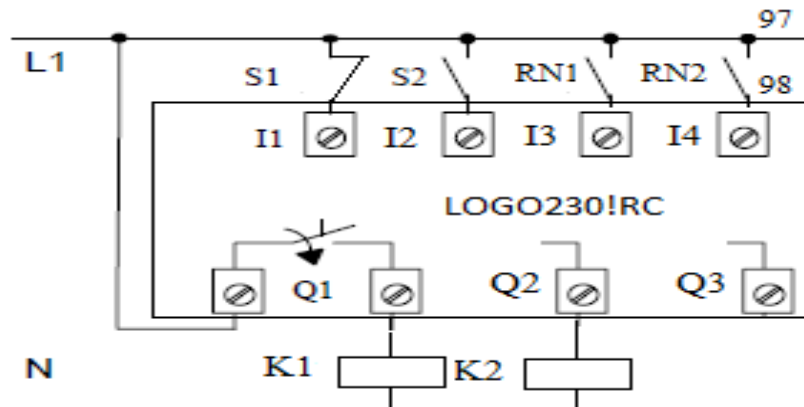 97
L1
S1 S2 RN1 RN2 98
I1 I2 I3 I4
LOGO230!RC
Q1 Q2 Q3
N K1 K2